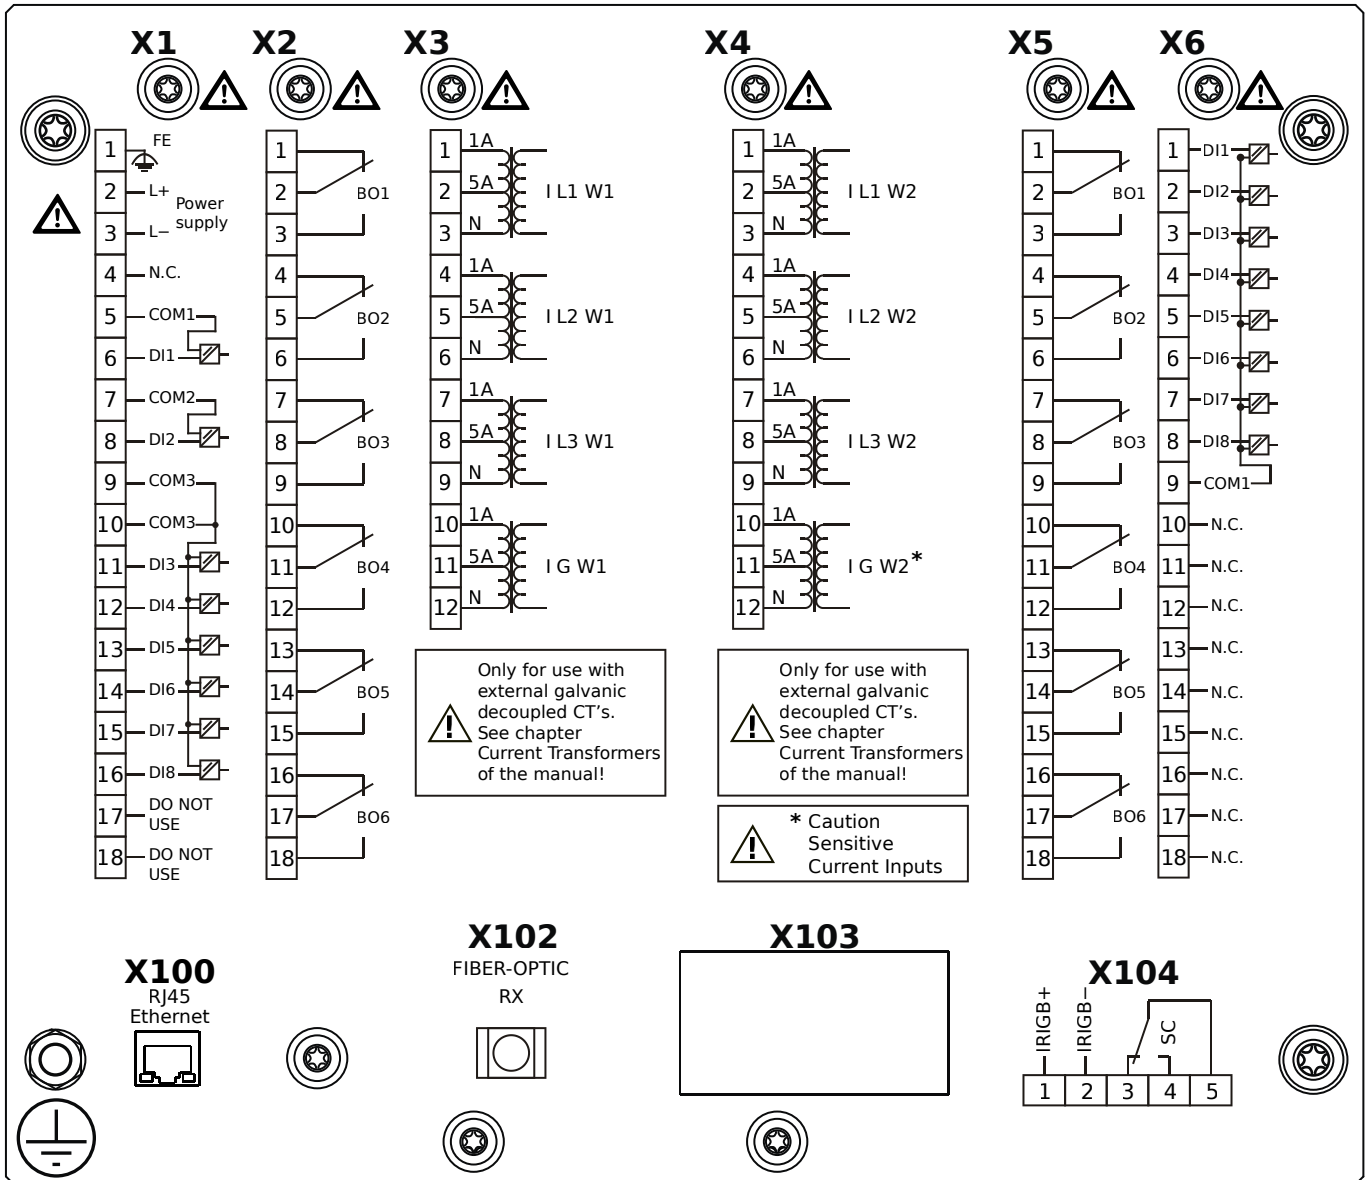 X1 X2 X3 X4 X5 X6
1 FE
2 L+
Power
supply
3 L−
4 N.C.
5 COM1
6 DI1
7 COM2
8 DI2
9 COM3
10 COM3
11 DI3
12 DI4
13 DI5
14 DI6
15 DI7
16 DI8
17 DO NOT
USE
18 DO NOT
USE
1
2 BO1
3
4
5 BO2
6
7
8 BO3
9
10
11 BO4
12
13
14 BO5
15
16
17 BO6
18
1 1A
2 5A I L1 W1
3 N
4 1A
5 5A I L2 W1
6 N
7 1A
8 5A I L3 W1
9 N
10 1A
11 5A I G W1
12 N
Only for use with
external galvanic
decoupled CT's.
See chapter
Current Transformers
of the manual!
1 1A
2 5A I L1 W2
3 N
4 1A
5 5A I L2 W2
6 N
7 1A
8 5A I L3 W2
9 N
10 1A
11 5A I G W2*
12 N
Only for use with
external galvanic
decoupled CT's.
See chapter
Current Transformers
of the manual!
* Caution
Sensitive
Current Inputs
1
2 BO1
3
4
5 BO2
6
7
8 BO3
9
10
11 BO4
12
13
14 BO5
15
16
17 BO6
18
1 DI1
2 DI2
3 DI3
4 DI4
5 DI5
6 DI6
7 DI7
8 DI8
9 COM1
10 N.C.
11 N.C.
12 N.C.
13 N.C.
14 N.C.
15 N.C.
16 N.C.
17 N.C.
18 N.C.
X100
RJ45
Ethernet
X102
FIBER-OPTIC
RX
X103
X104
IRIGB+
IRIGB−
SC
1 2 3 4 5